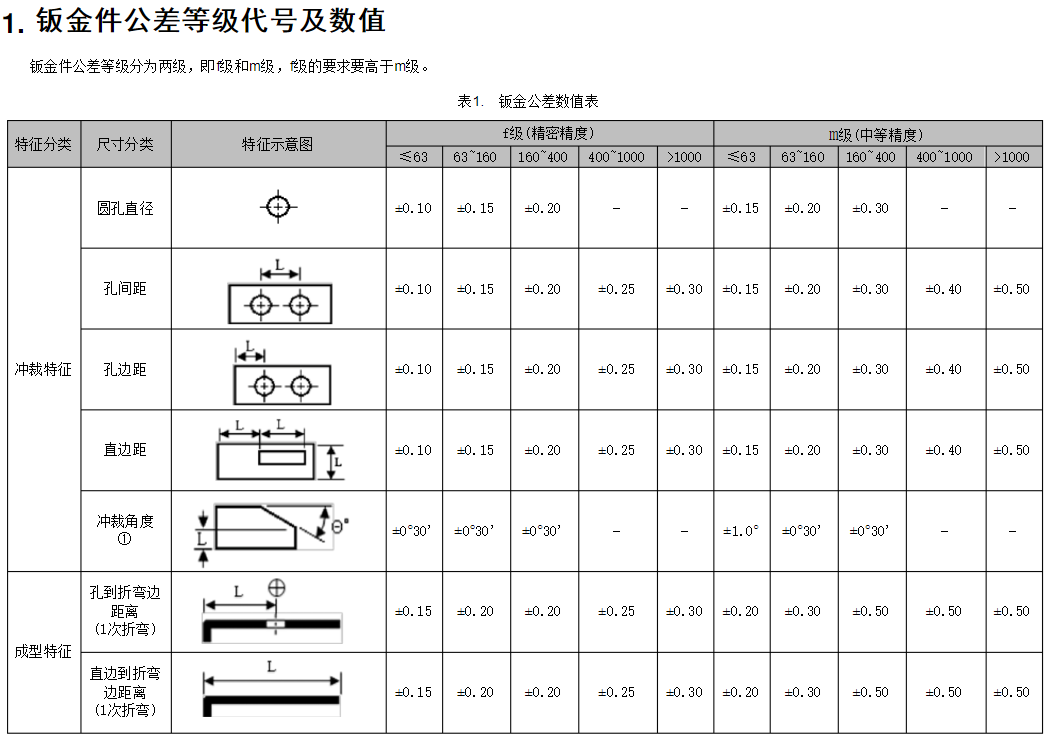 1. 钣金件公差等级代号及数值
钣金件公差等级分为两级，即f级和m级，f级的要求要高于m级。
表1. 钣金公差数值表
特征分类 尺寸分类 特征示意图 f级(精密精度) m级(中等精度)
≤63 63~160 160~400 400~1000 >1000 ≤63 63~160 160~400 400~1000 >1000
冲裁特征
圆孔直径 ±0.10 ±0.15 ±0.20 - - ±0.15 ±0.20 ±0.30 - -
L
孔间距 ±0.10 ±0.15 ±0.20 ±0.25 ±0.30 ±0.15 ±0.20 ±0.30 ±0.40 ±0.50
L
孔边距 ±0.10 ±0.15 ±0.20 ±0.25 ±0.30 ±0.15 ±0.20 ±0.30 ±0.40 ±0.50
L L
直边距 L ±0.10 ±0.15 ±0.20 ±0.25 ±0.30 ±0.15 ±0.20 ±0.30 ±0.40 ±0.50
冲裁角度
①
L Θ° ±0°30' ±0°30' ±0°30' - - ±1.0° ±0°30' ±0°30' - -
成型特征
孔到折弯边
距离
(1次折弯)
L ±0.15 ±0.20 ±0.20 ±0.25 ±0.30 ±0.20 ±0.30 ±0.50 ±0.50 ±0.50
直边到折弯
边距离
(1次折弯)
L ±0.15 ±0.20 ±0.20 ±0.25 ±0.30 ±0.20 ±0.30 ±0.50 ±0.50 ±0.50